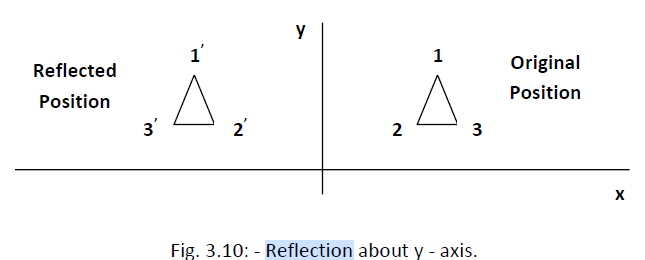 y
1′
1
Reflected
Position
Original
Position
3′
2′
2
3
x
Fig. 3.10: - Reflection about y - axis.